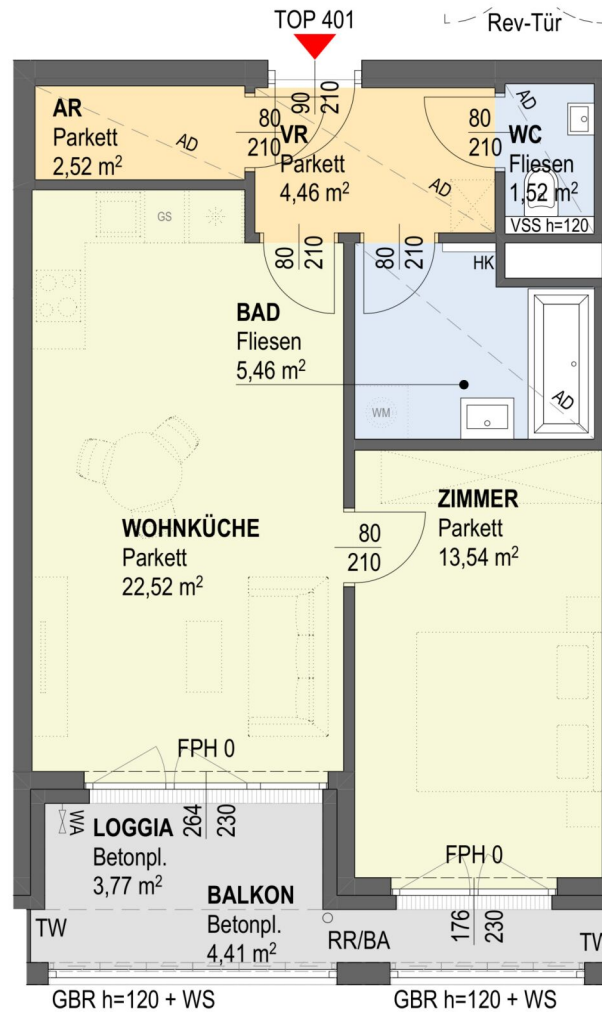 TOP 401
Rev-Tür
AR
Parkett
2,52 m²
AD
80
210
90
210
VR
Parkett
4,46 m²
AD
80
210
WC
Fliesen
1,52 m²
AD
VSS h=120
GS
80
210
80
210
HK
BAD
Fliesen
5,46 m²
AD
WM
WOHNKÜCHE
Parkett
22,52 m²
80
210
ZIMMER
Parkett
13,54 m²
FPH 0
264
230
WA
LOGGIA
Betonpl.
3,77 m²
FPH 0
176
230
BALKON
Betonpl.
4,41 m²
TW
RR/BA
TW
GBR h=120 + WS
GBR h=120 + WS